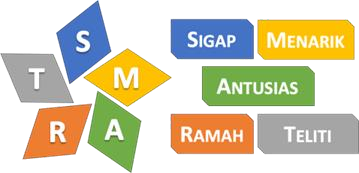 S
T M
R A
SIGAP MENARIK
ANTUSIAS
RAMAH TELITI